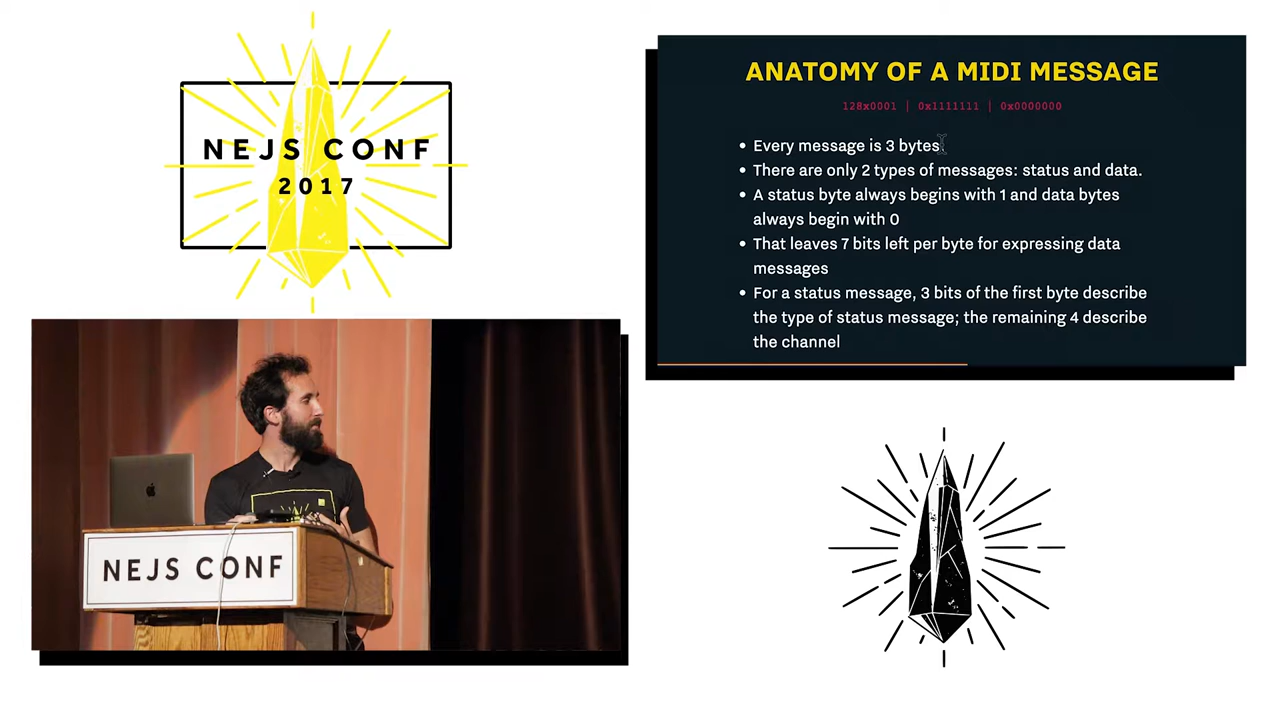 NEJS CONF
2017
ANATOMY OF A MIDI MESSAGE
128x0001 | 0x1111111 | 0x0000000
• Every message is 3 bytes.
• There are only 2 types of messages: status and data.
• A status byte always begins with 1 and data bytes
always begin with 0
• That leaves 7 bits left per byte for expressing data
messages
• For a status message, 3 bits of the first byte describe
the type of status message; the remaining 4 describe
the channel
NEJS CONF